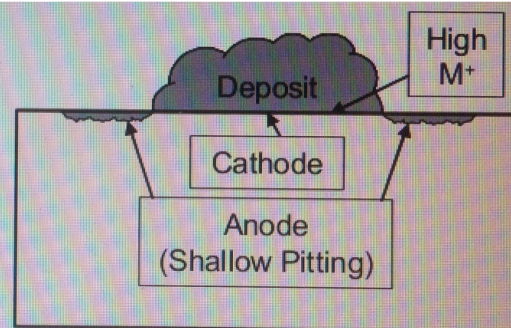 High
M⁺
Deposit
Cathode
Anode
(Shallow Pitting)